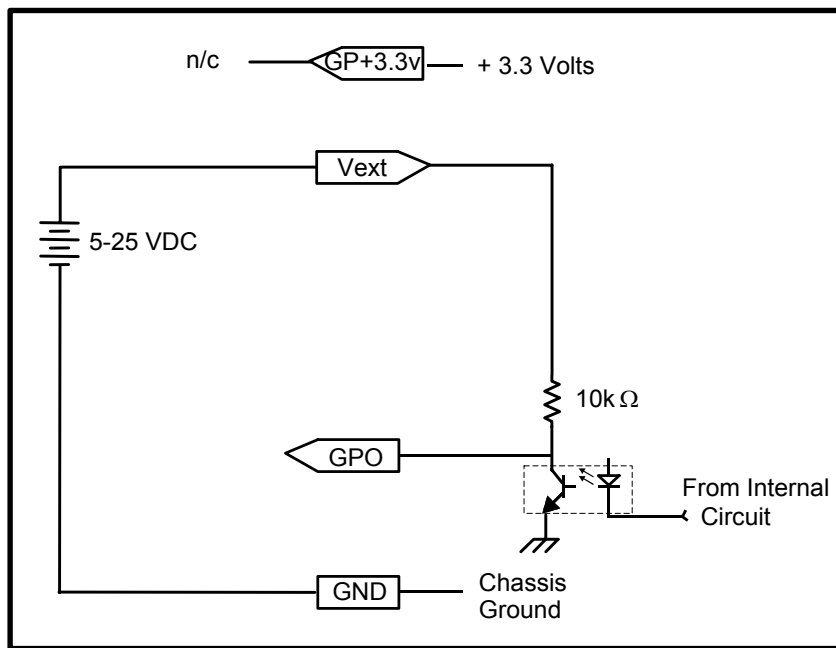 n/c
GP+3.3v
+ 3.3 Volts
Vext
5-25 VDC
10k Ω
GPO
From Internal
Circuit
GND
Chassis
Ground